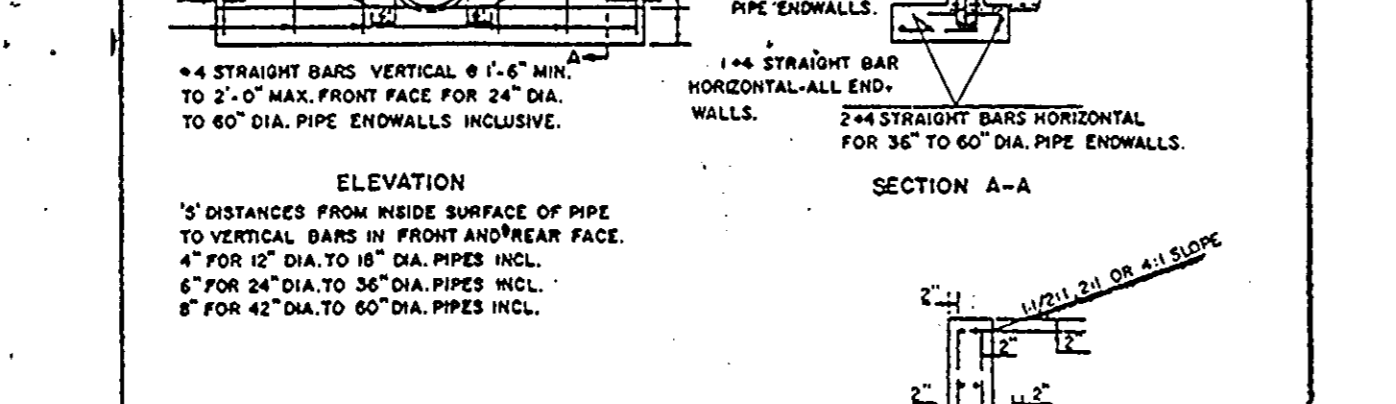 PIPE ENDWALLS.
A
#4 STRAIGHT BARS VERTICAL @ 1'-6" MIN.
TO 2'-0" MAX. FRONT FACE FOR 24" DIA.
TO 60" DIA. PIPE ENDWALLS INCLUSIVE.
1#4 STRAIGHT BAR
HORIZONTAL-ALL END-
WALLS.
2#4 STRAIGHT BARS HORIZONTAL
FOR 36" TO 60" DIA. PIPE ENDWALLS.
ELEVATION
'S' DISTANCES FROM INSIDE SURFACE OF PIPE
TO VERTICAL BARS IN FRONT AND REAR FACE.
4" FOR 12" DIA. TO 18" DIA. PIPES INCL.
6" FOR 24" DIA. TO 36" DIA. PIPES INCL.
8" FOR 42" DIA. TO 60" DIA. PIPES INCL.
SECTION A-A
1-1/2:1, 2:1 OR 4:1 SLOPE
2"
2"
2"
2"
2"